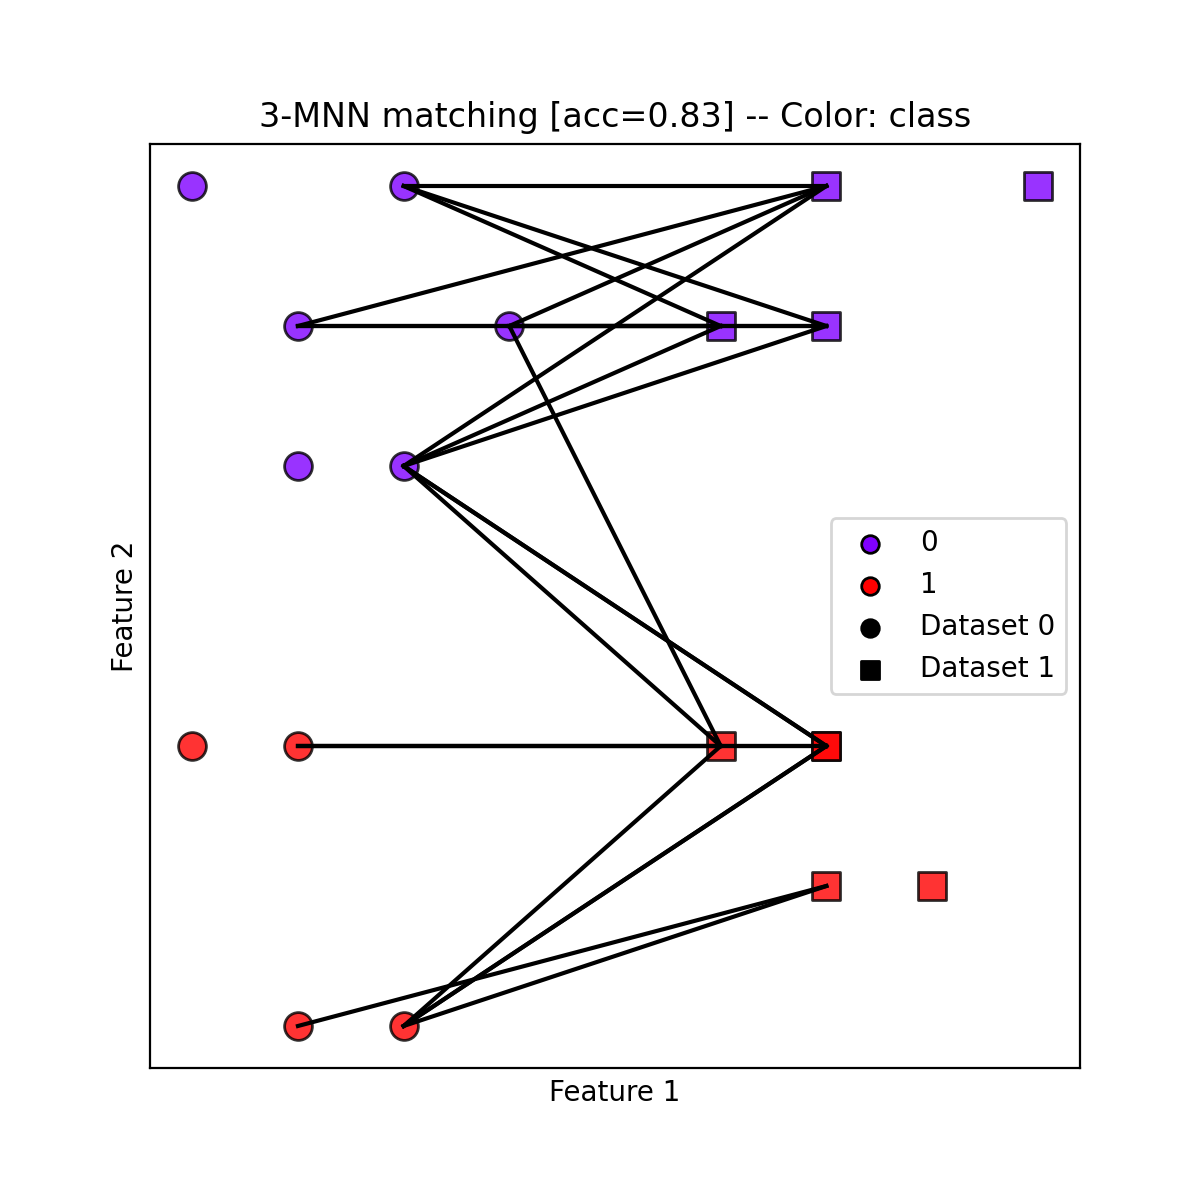 3-MNN matching [acc=0.83] -- Color: class
Feature 2
0
1
Dataset 0
Dataset 1
Feature 1